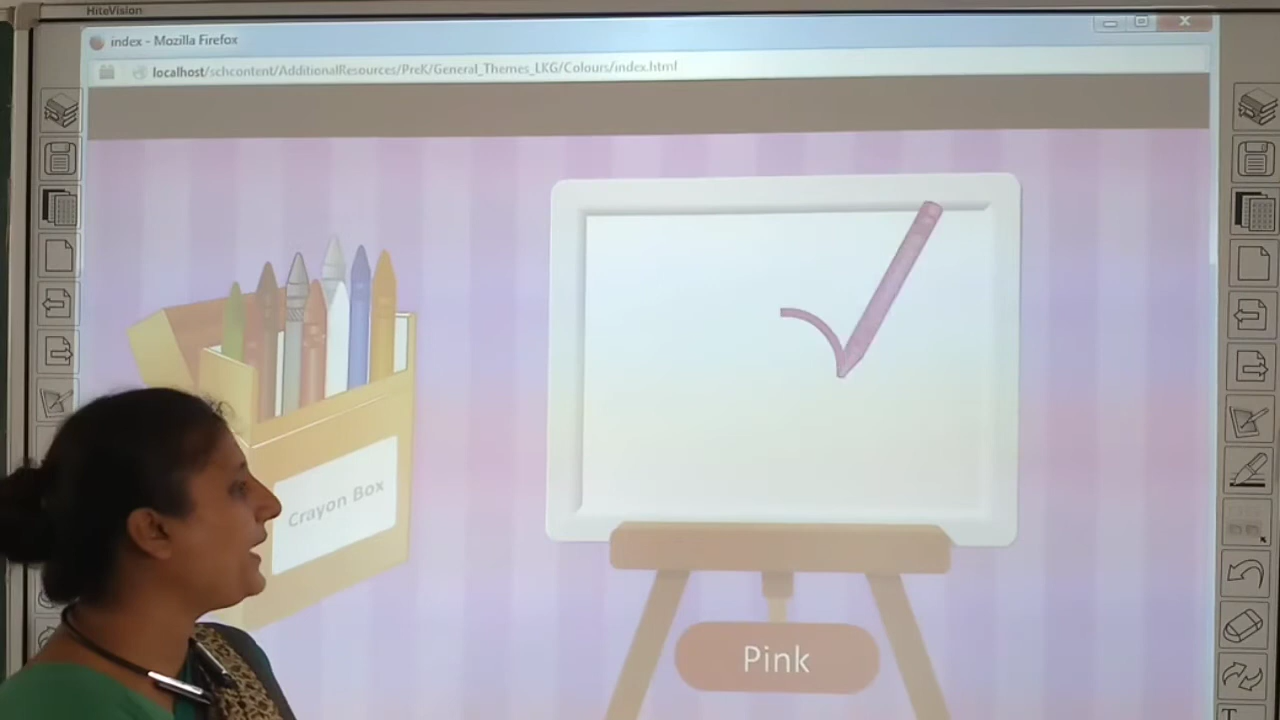 HiteVision
index - Mozilla Firefox
localhost/schcontent/AdditionalResources/PreK/General_Themes_LKG/Colours/index.html
Crayon Box
Pink